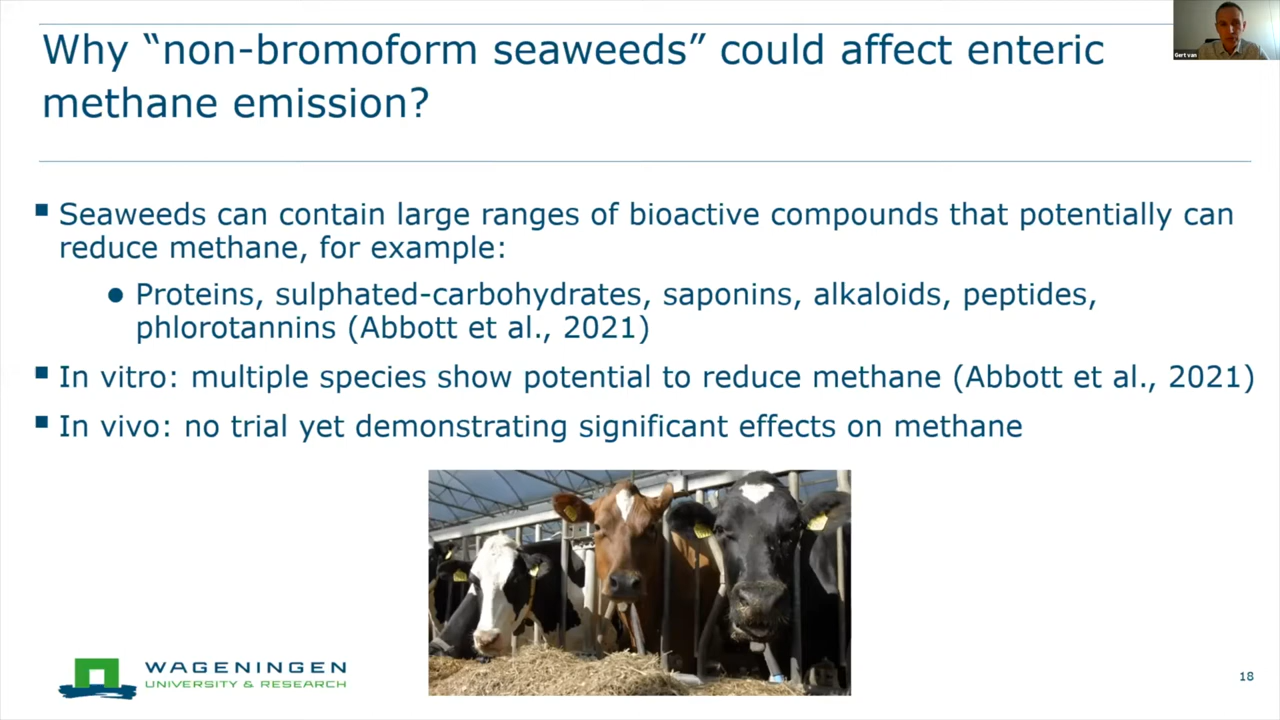 Gert van
Why “non-bromoform seaweeds” could affect enteric
methane emission?
Seaweeds can contain large ranges of bioactive compounds that potentially can
reduce methane, for example:
Proteins, sulphated-carbohydrates, saponins, alkaloids, peptides,
phlorotannins (Abbott et al., 2021)
In vitro: multiple species show potential to reduce methane (Abbott et al., 2021)
In vivo: no trial yet demonstrating significant effects on methane
WAGENINGEN
UNIVERSITY & RESEARCH
18